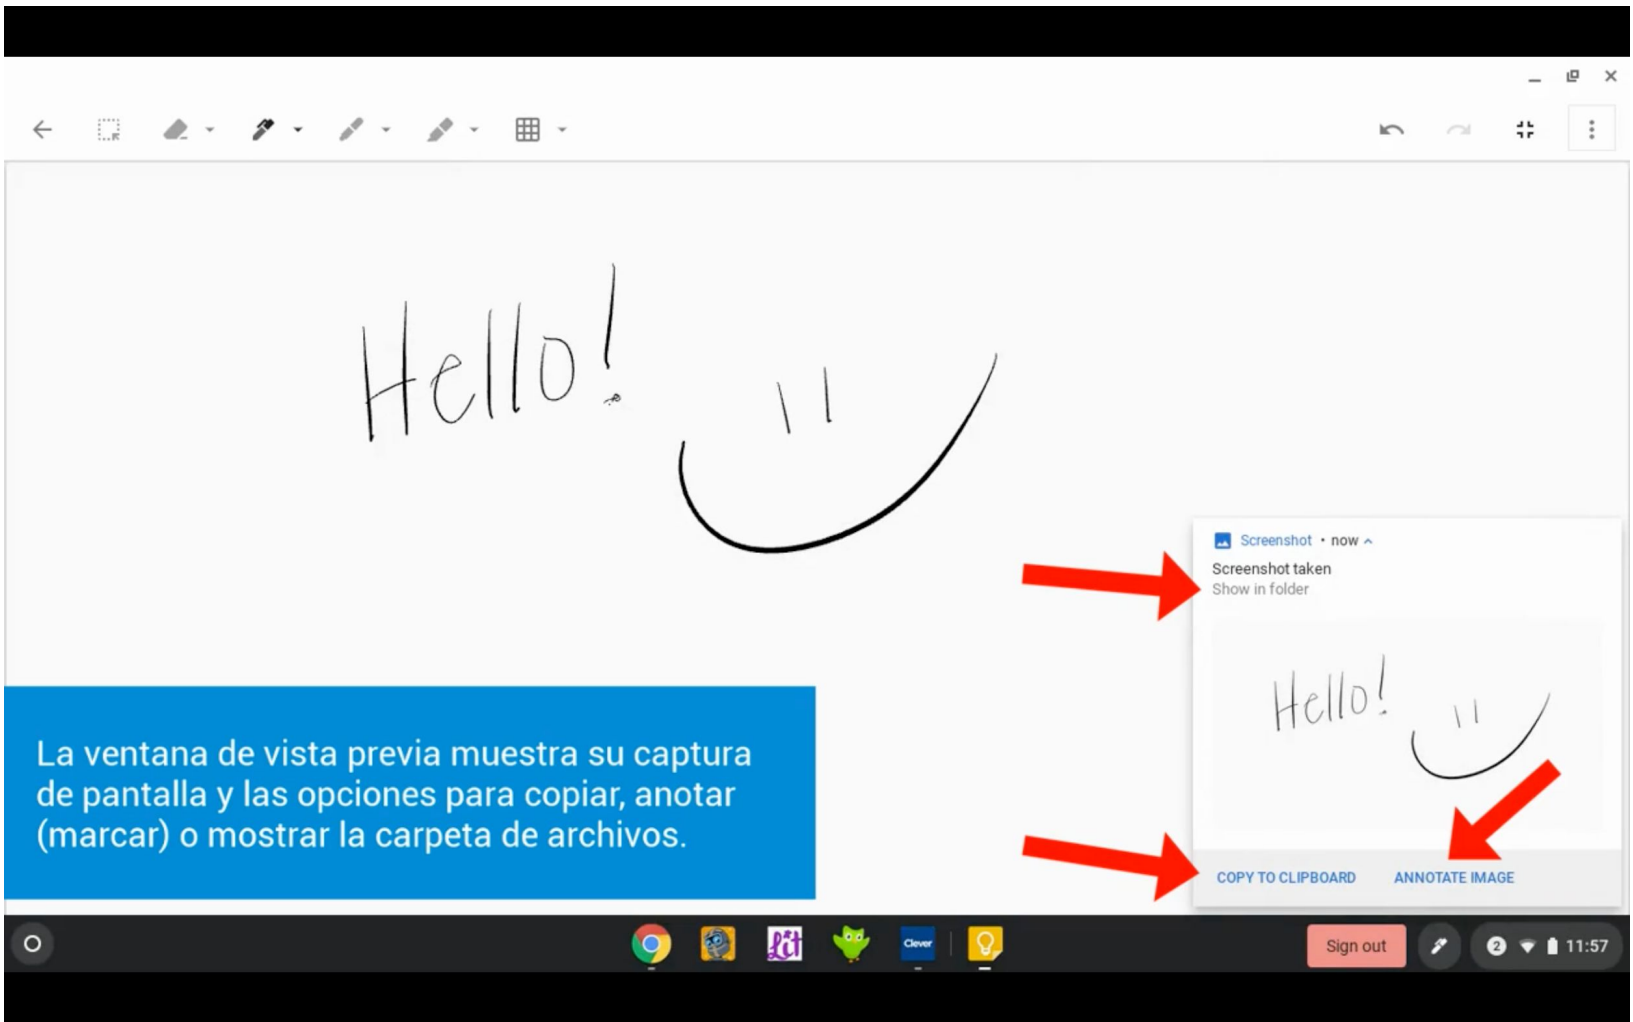 Hello!
Screenshot • now
Screenshot taken
Show in folder
Hello!
La ventana de vista previa muestra su captura
de pantalla y las opciones para copiar, anotar
(marcar) o mostrar la carpeta de archivos.
COPY TO CLIPBOARD ANNOTATE IMAGE
Lit Clever Sign out 2 11:57